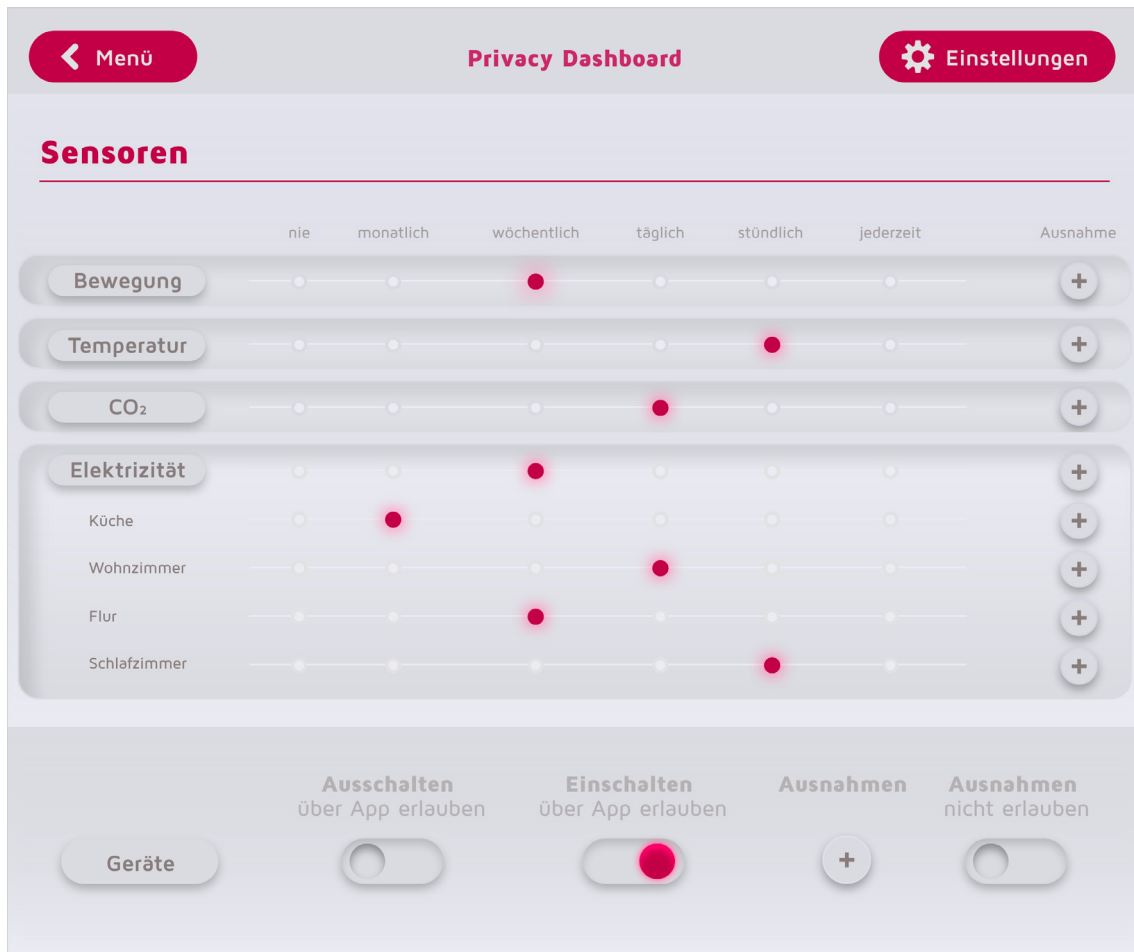 Menü
Privacy Dashboard
Einstellungen
Sensoren
nie monatlich wöchentlich täglich stündlich jederzeit Ausnahme
Bewegung
Temperatur
CO₂
Elektrizität
Küche
Wohnzimmer
Flur
Schlafzimmer
Ausschalten
über App erlauben
Einschalten
über App erlauben
Ausnahmen
Ausnahmen
nicht erlauben
Geräte